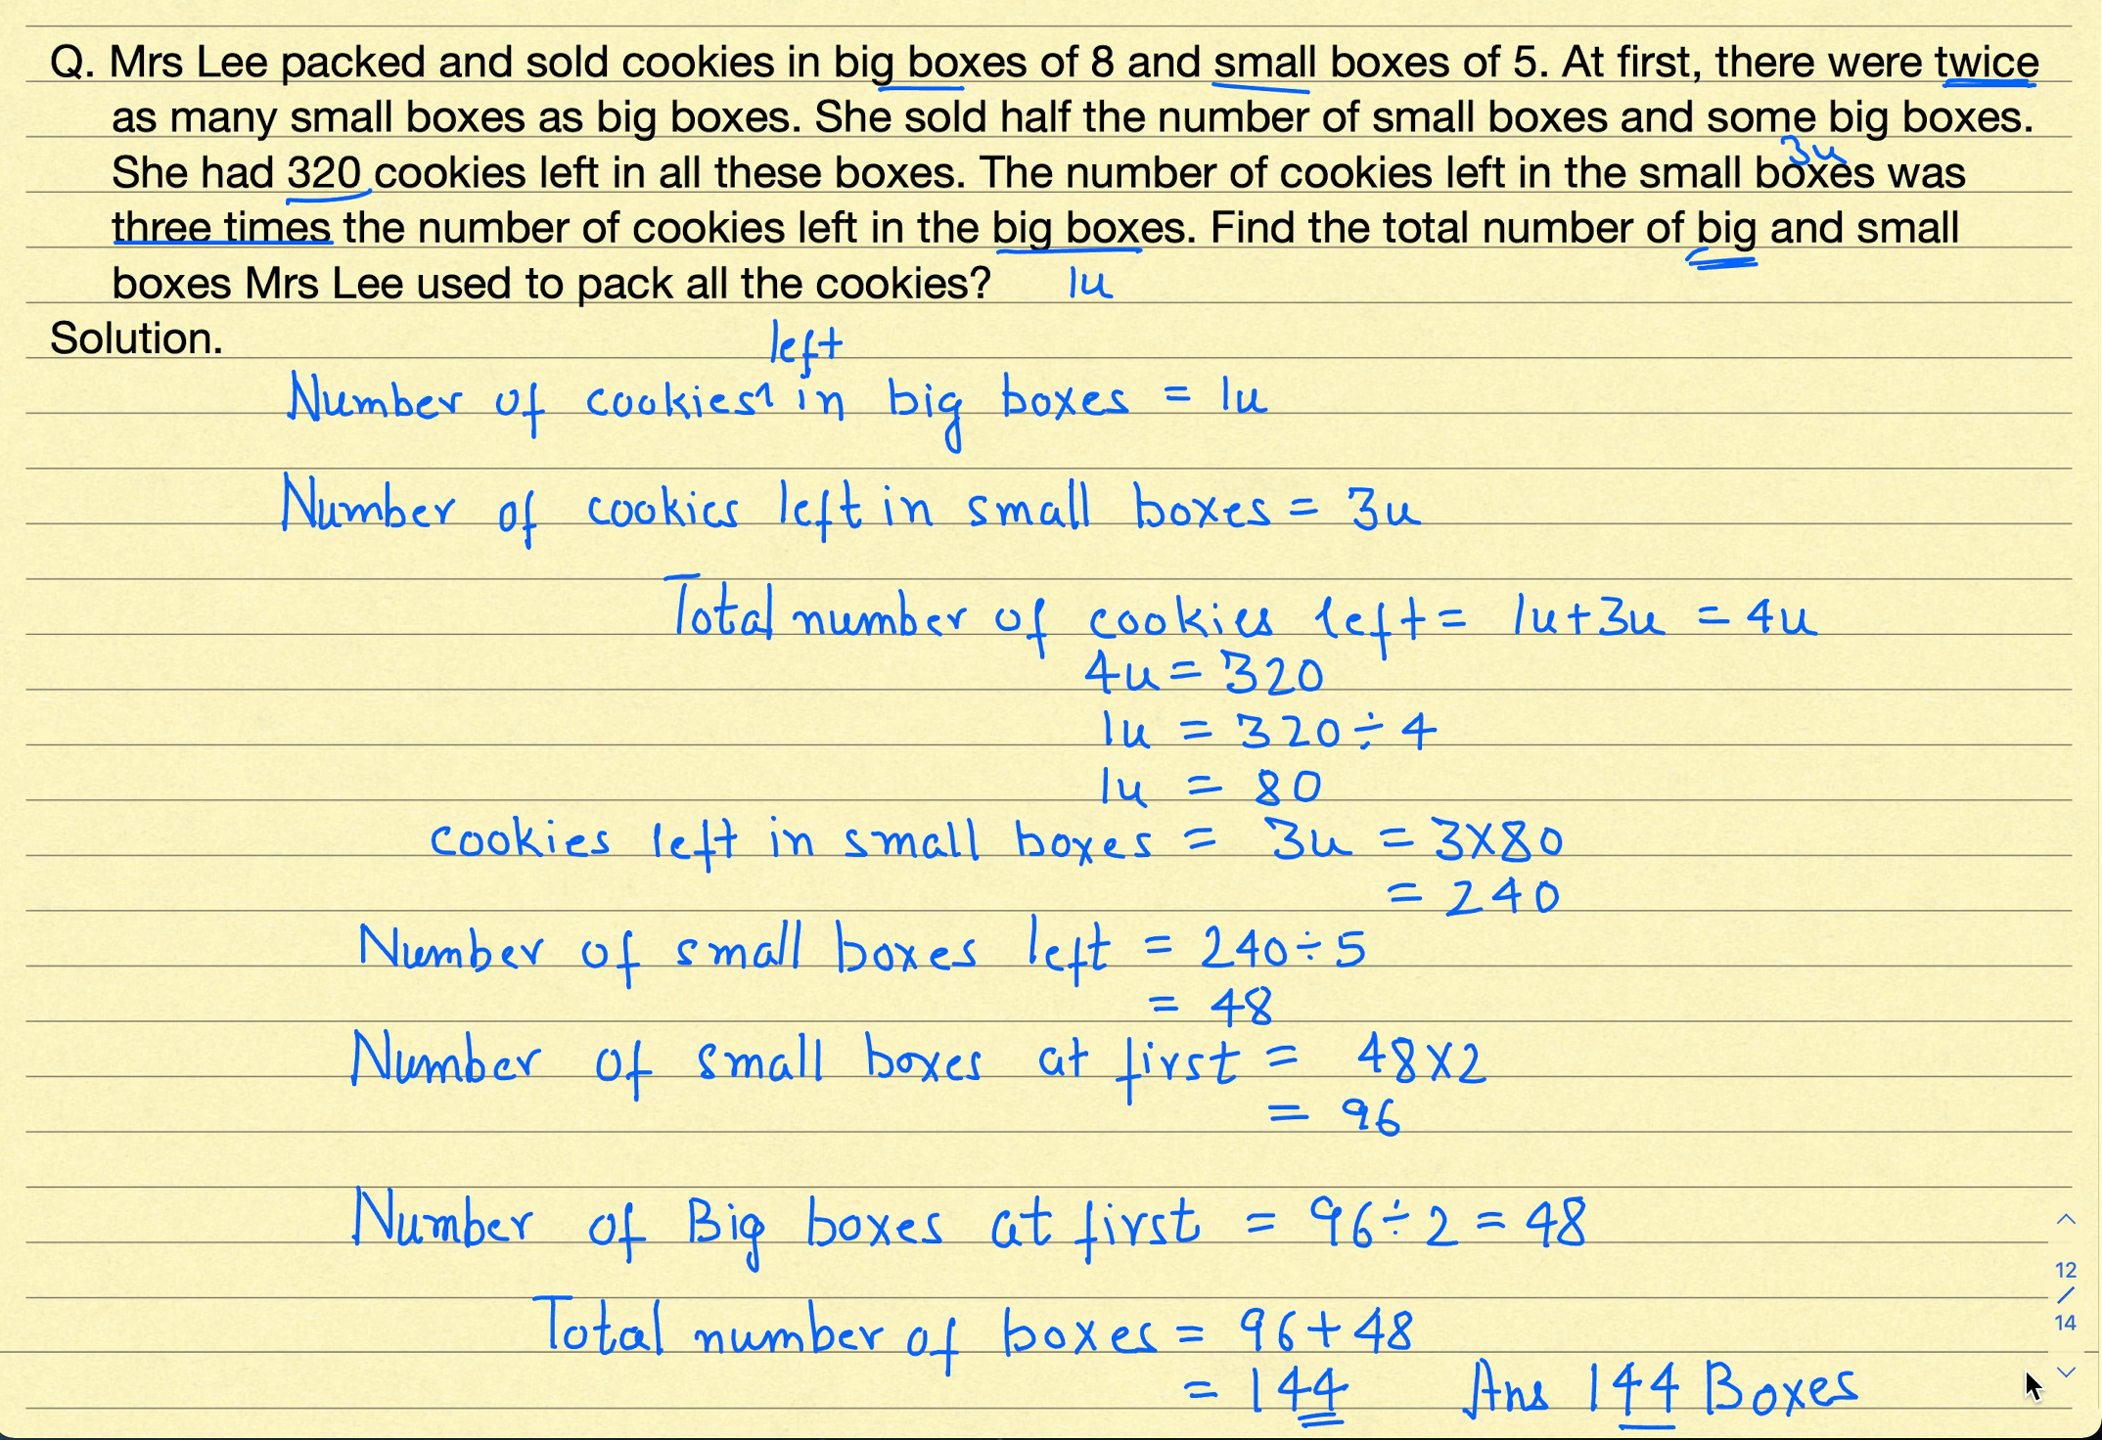 Q. Mrs Lee packed and sold cookies in big boxes of 8 and small boxes of 5. At first, there were twice
as many small boxes as big boxes. She sold half the number of small boxes and some big boxes.
3u
She had 320 cookies left in all these boxes. The number of cookies left in the small boxes was
three times the number of cookies left in the big boxes. Find the total number of big and small
boxes Mrs Lee used to pack all the cookies? 1u
Solution.
left
Number of cookies ^ in big boxes = 1u
Number of cookies left in small boxes = 3u
Total number of cookies left = 1u+3u = 4u
4u = 320
1u = 320÷4
1u = 80
cookies left in small boxes = 3u = 3×80
= 240
Number of small boxes left = 240÷5
= 48
Number of small boxes at first = 48×2
= 96
Number of Big boxes at first = 96÷2 = 48
Total number of boxes = 96+48
= 144 Ans 144 Boxes
12
/
14